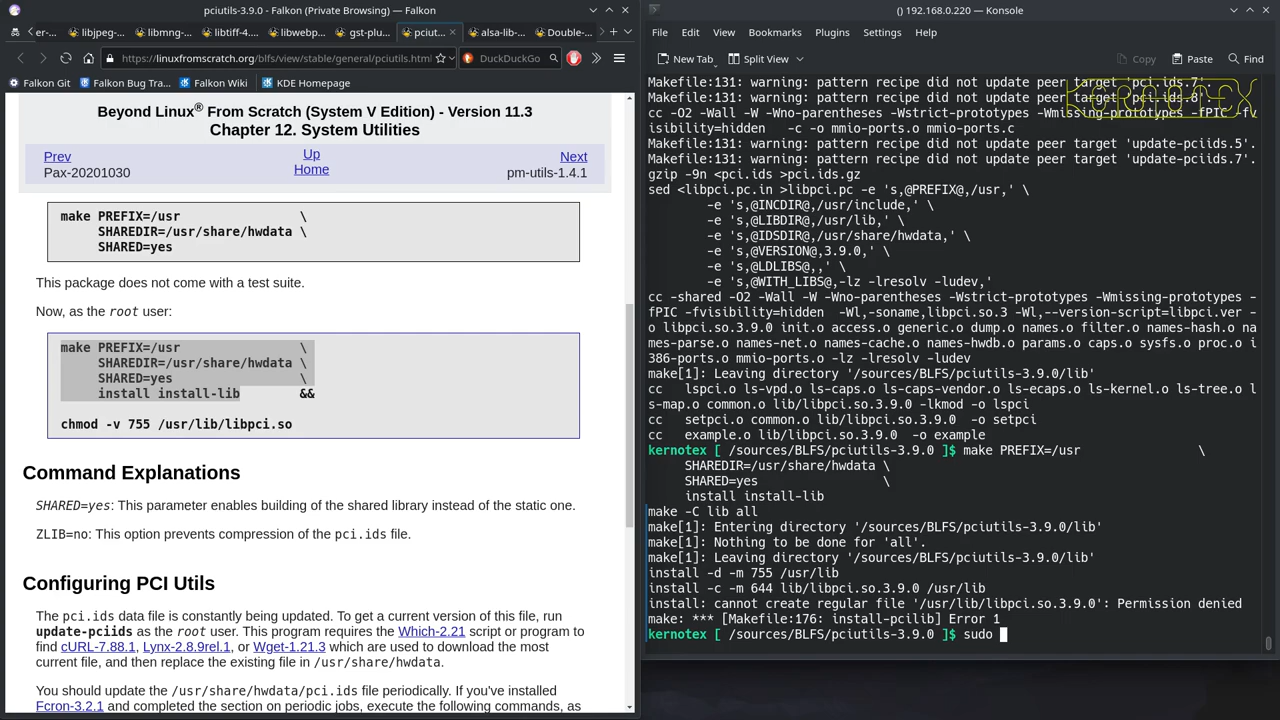 pciutils-3.9.0 - Falkon (Private Browsing) — Falkon
er-...
libjpeg-...
libmng-...
libtiff-4....
libwebp...
gst-plu...
pciut...
alsa-lib-...
Double-...
https://linuxfromscratch.org/blfs/view/stable/general/pciutils.html
DuckDuckGo
Falkon Git
Falkon Bug Tra...
Falkon Wiki
KDE Homepage
Beyond Linux® From Scratch (System V Edition) - Version 11.3
Chapter 12. System Utilities
Prev
Up
Next
Pax-20201030
Home
pm-utils-1.4.1
make PREFIX=/usr                \
     SHAREDIR=/usr/share/hwdata \
     SHARED=yes
This package does not come with a test suite.
Now, as the root user:
make PREFIX=/usr                \
     SHAREDIR=/usr/share/hwdata \
     SHARED=yes                 \
     install install-lib        &&
chmod -v 755 /usr/lib/libpci.so
Command Explanations
SHARED=yes: This parameter enables building of the shared library instead of the static one.
ZLIB=no: This option prevents compression of the pci.ids file.
Configuring PCI Utils
The pci.ids data file is constantly being updated. To get a current version of this file, run
update-pciids as the root user. This program requires the Which-2.21 script or program to
find cURL-7.88.1, Lynx-2.8.9rel.1, or Wget-1.21.3 which are used to download the most
current file, and then replace the existing file in /usr/share/hwdata.
You should update the /usr/share/hwdata/pci.ids file periodically. If you've installed
Fcron-3.2.1 and completed the section on periodic jobs, execute the following commands, as
() 192.168.0.220 — Konsole
File Edit View Bookmarks Plugins Settings Help
New Tab
Split View
Copy
Paste
Find
KERNOTEX
Makefile:131: warning: pattern recipe did not update peer target 'pci.ids.7'.
Makefile:131: warning: pattern recipe did not update peer target 'pci-ids-8'.
cc -O2 -Wall -W -Wno-parentheses -Wstrict-prototypes -Wmissing-prototypes -fPIC -fv
isibility=hidden   -c -o mmio-ports.o mmio-ports.c
Makefile:131: warning: pattern recipe did not update peer target 'update-pciids.5'.
Makefile:131: warning: pattern recipe did not update peer target 'update-pciids.7'.
gzip -9n <pci.ids >pci.ids.gz
sed <libpci.pc.in >libpci.pc -e 's,@PREFIX@,/usr,' \
        -e 's,@INCDIR@,/usr/include,' \
        -e 's,@LIBDIR@,/usr/lib,' \
        -e 's,@IDSDIR@,/usr/share/hwdata,' \
        -e 's,@VERSION@,3.9.0,' \
        -e 's,@LDLIBS@,,' \
        -e 's,@WITH_LIBS@,-lz -lresolv -ludev,'
cc -shared -O2 -Wall -W -Wno-parentheses -Wstrict-prototypes -Wmissing-prototypes -
fPIC -fvisibility=hidden  -Wl,-soname,libpci.so.3 -Wl,--version-script=libpci.ver -
o libpci.so.3.9.0 init.o access.o generic.o dump.o names.o filter.o names-hash.o na
mes-parse.o names-net.o names-cache.o names-hwdb.o params.o caps.o sysfs.o proc.o i
386-ports.o mmio-ports.o -lz -lresolv -ludev
make[1]: Leaving directory '/sources/BLFS/pciutils-3.9.0/lib'
cc   lspci.o ls-vpd.o ls-caps.o ls-caps-vendor.o ls-ecaps.o ls-kernel.o ls-tree.o l
s-map.o common.o lib/libpci.so.3.9.0 -lkmod -o lspci
cc   setpci.o common.o lib/libpci.so.3.9.0  -o setpci
cc   example.o lib/libpci.so.3.9.0  -o example
kernotex [ /sources/BLFS/pciutils-3.9.0 ]$ make PREFIX=/usr                \
     SHAREDIR=/usr/share/hwdata \
     SHARED=yes                 \
     install install-lib
make -C lib all
make[1]: Entering directory '/sources/BLFS/pciutils-3.9.0/lib'
make[1]: Nothing to be done for 'all'.
make[1]: Leaving directory '/sources/BLFS/pciutils-3.9.0/lib'
install -d -m 755 /usr/lib
install -c -m 644 lib/libpci.so.3.9.0 /usr/lib
install: cannot create regular file '/usr/lib/libpci.so.3.9.0': Permission denied
make: *** [Makefile:176: install-pcilib] Error 1
kernotex [ /sources/BLFS/pciutils-3.9.0 ]$ sudo